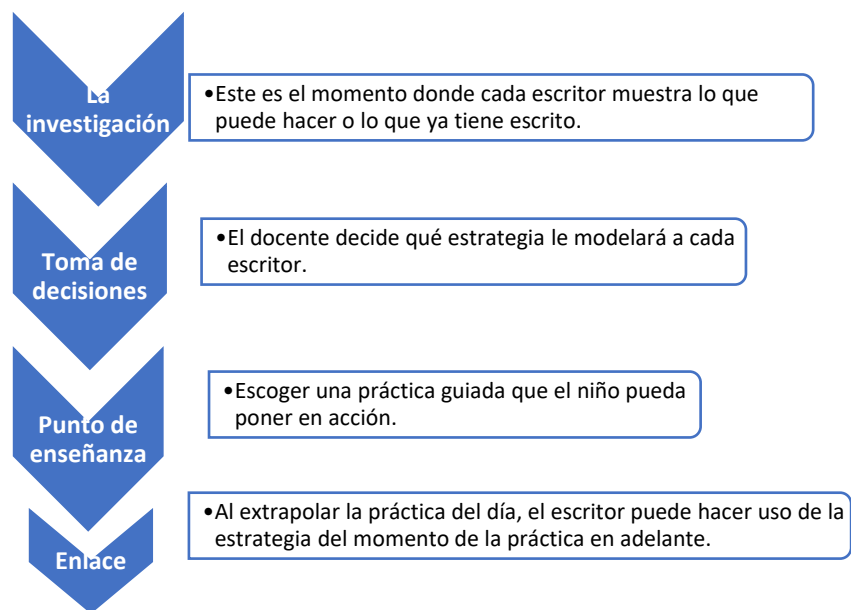 La
investigación
•Este es el momento donde cada escritor muestra lo que
puede hacer o lo que ya tiene escrito.
Toma de
decisiones
•El docente decide qué estrategia le modelará a cada
escritor.
Punto de
enseñanza
•Escoger una práctica guiada que el niño pueda
poner en acción.
Enlace
•Al extrapolar la práctica del día, el escritor puede hacer uso de la
estrategia del momento de la práctica en adelante.